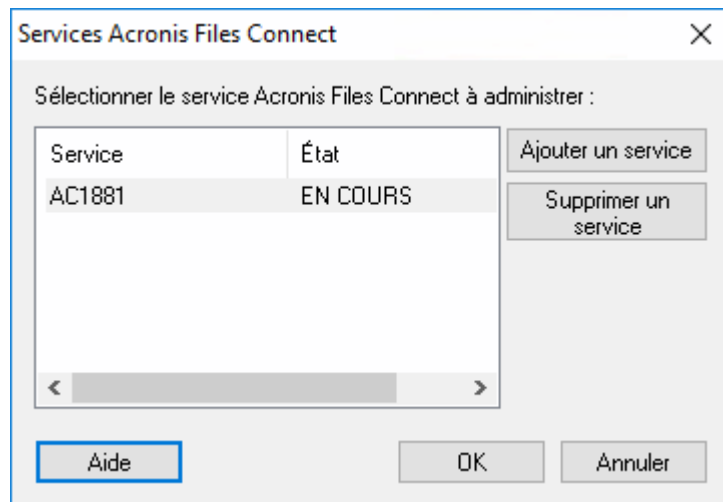 Services Acronis Files Connect
Sélectionner le service Acronis Files Connect à administrer :
Service État
AC1881 EN COURS
Ajouter un service
Supprimer un
service
Aide OK Annuler